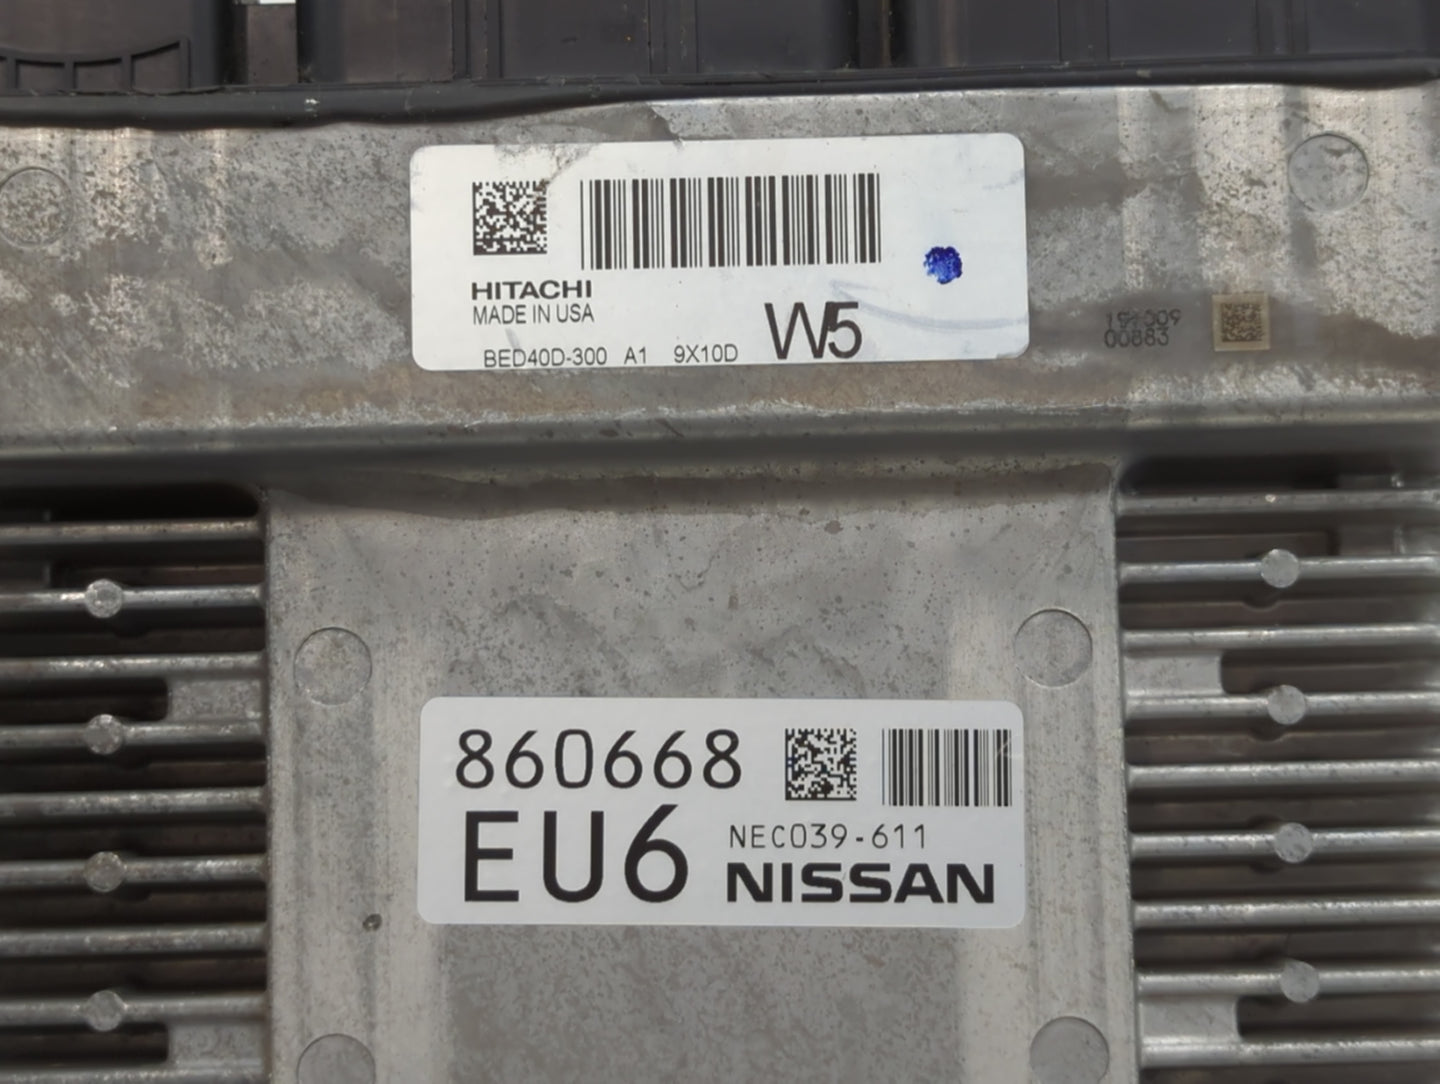 HITACHI
MADE IN USA
BED40D-300 A1 9X10D W5
00883
860668
EU6 NEC039-611
NISSAN